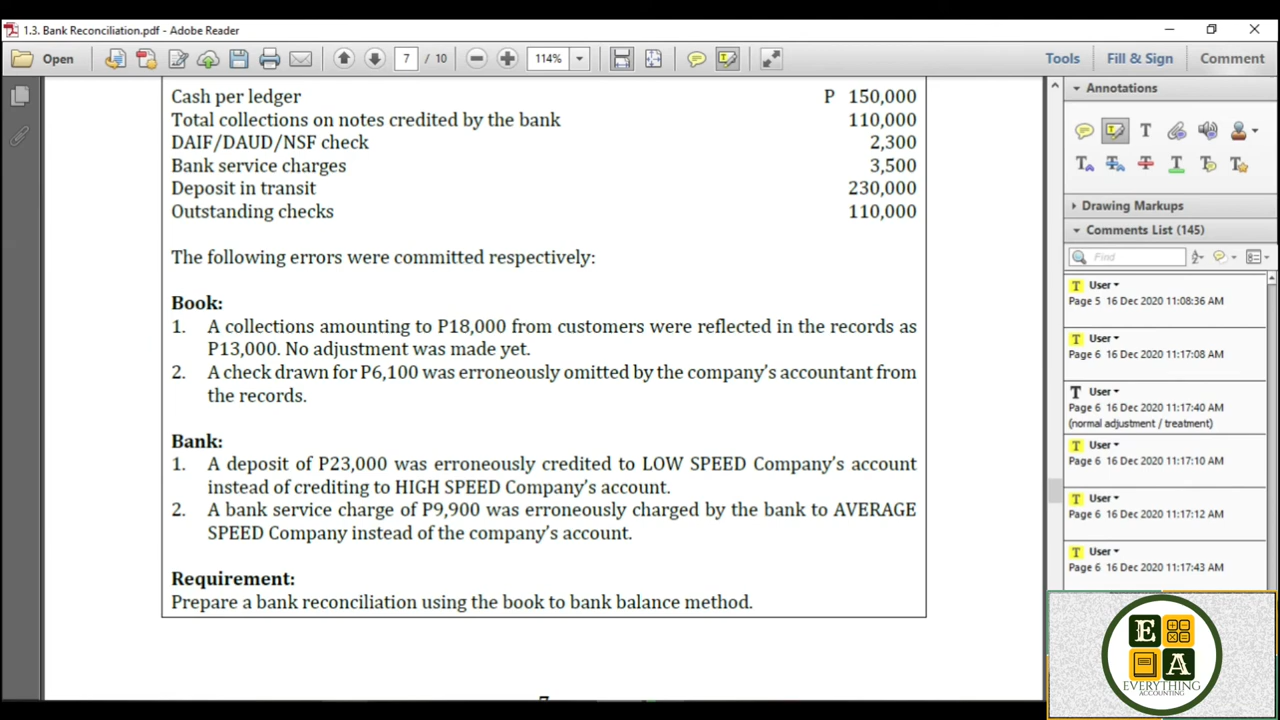 1.3. Bank Reconciliation.pdf - Adobe Reader
Open
7 / 10
114%
Tools
Fill & Sign
Comment
Cash per ledger P 150,000
Total collections on notes credited by the bank 110,000
DAIF/DAUD/NSF check 2,300
Bank service charges 3,500
Deposit in transit 230,000
Outstanding checks 110,000
The following errors were committed respectively:
Book:
1. A collections amounting to P18,000 from customers were reflected in the records as
P13,000. No adjustment was made yet.
2. A check drawn for P6,100 was erroneously omitted by the company's accountant from
the records.
Bank:
1. A deposit of P23,000 was erroneously credited to LOW SPEED Company's account
instead of crediting to HIGH SPEED Company's account.
2. A bank service charge of P9,900 was erroneously charged by the bank to AVERAGE
SPEED Company instead of the company's account.
Requirement:
Prepare a bank reconciliation using the book to bank balance method.
Annotations
Drawing Markups
Comments List (145)
Find
User
Page 5 16 Dec 2020 11:08:36 AM
User
Page 6 16 Dec 2020 11:17:08 AM
User
Page 6 16 Dec 2020 11:17:40 AM
(normal adjustment / treatment)
User
Page 6 16 Dec 2020 11:17:10 AM
User
Page 6 16 Dec 2020 11:17:12 AM
User
Page 6 16 Dec 2020 11:17:43 AM
E
A
EVERYTHING
ACCOUNTING